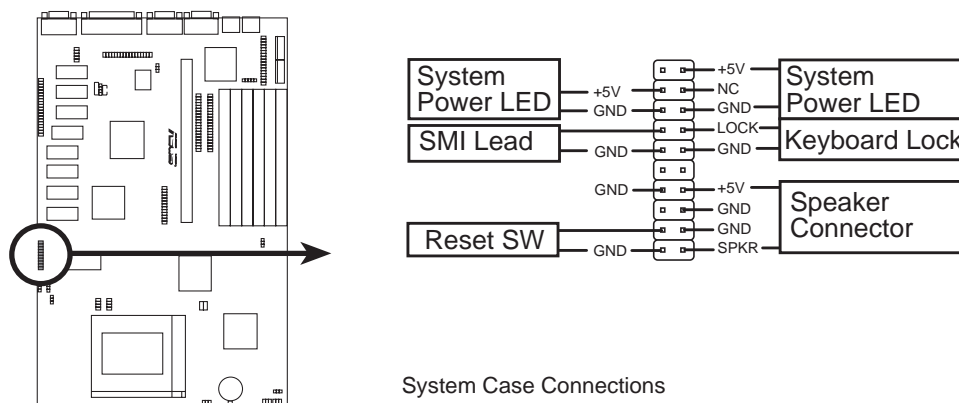 System
Power LED
+5V
GND
SMI Lead
GND
GND
Reset SW
GND
+5V
NC
GND
LOCK
GND
+5V
GND
GND
SPKR
System
Power LED
Keyboard Lock
Speaker
Connector
System Case Connections